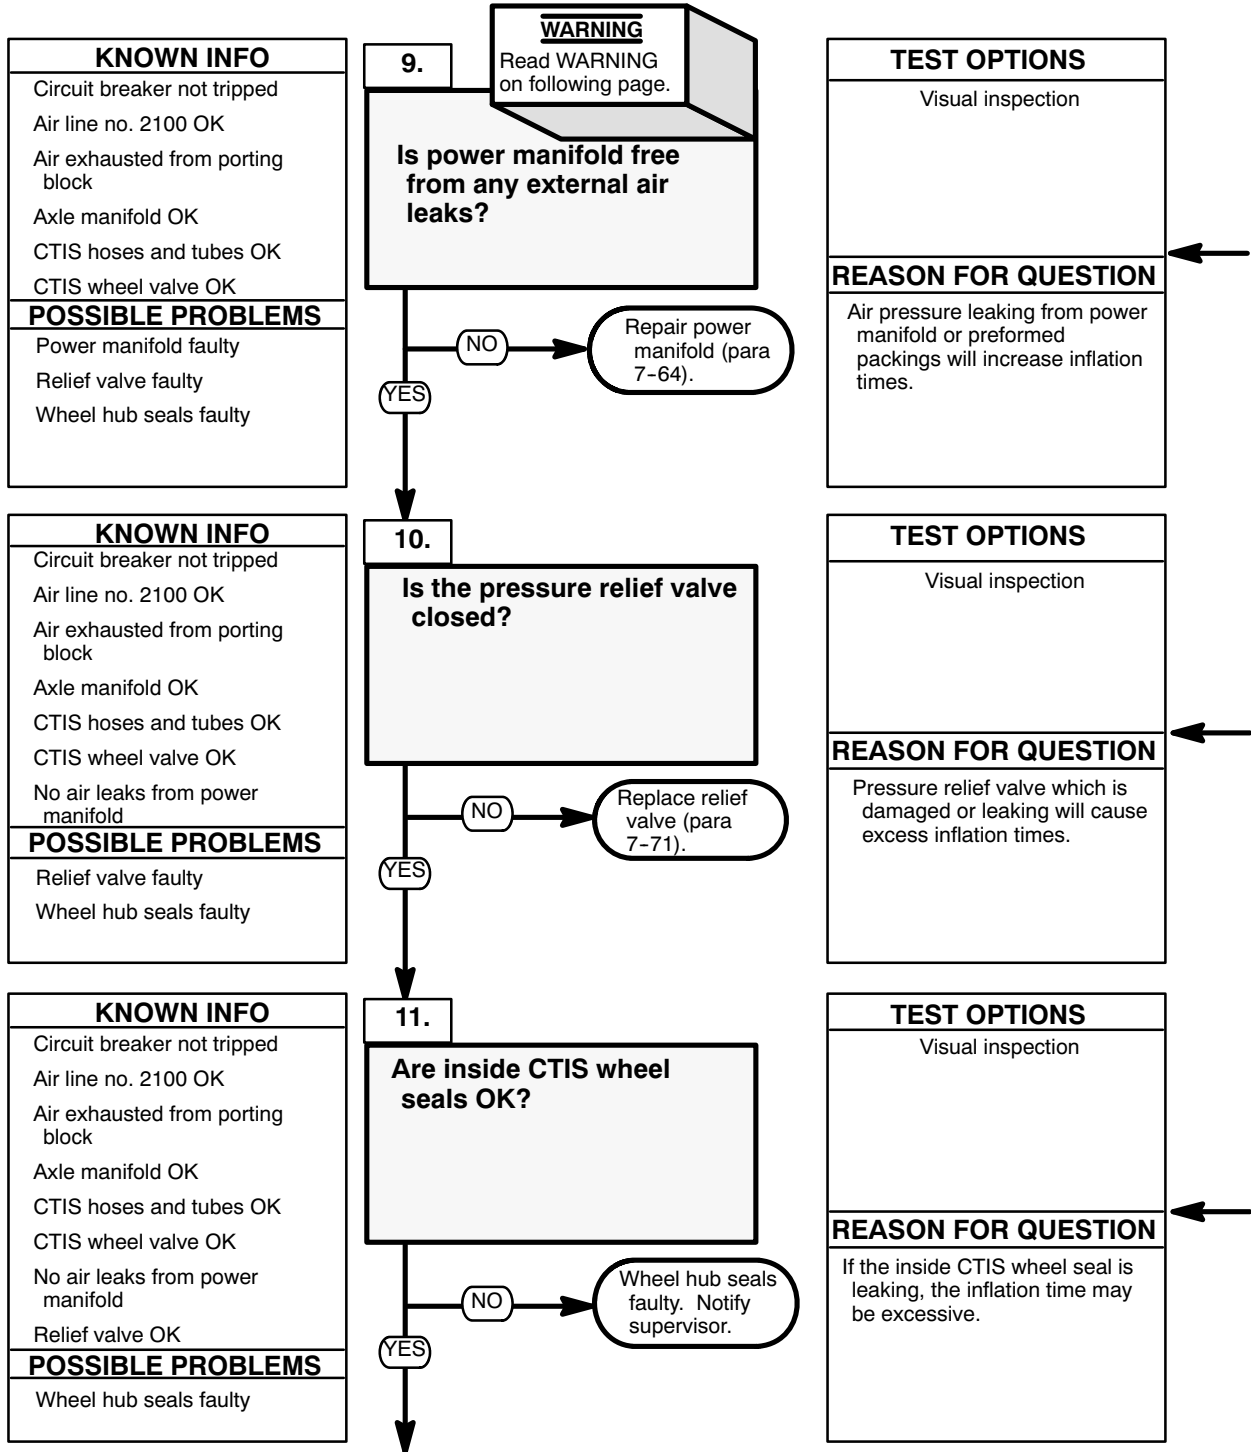 WARNING
Read WARNING
on following page.
KNOWN INFO
Circuit breaker not tripped
Air line no. 2100 OK
Air exhausted from porting
block
Axle manifold OK
CTIS hoses and tubes OK
CTIS wheel valve OK
POSSIBLE PROBLEMS
Power manifold faulty
Relief valve faulty
Wheel hub seals faulty
9.
Is power manifold free
from any external air
leaks?
NO
Repair power
manifold (para
7-64).
YES
TEST OPTIONS
Visual inspection
REASON FOR QUESTION
Air pressure leaking from power
manifold or preformed
packings will increase inflation
times.
KNOWN INFO
Circuit breaker not tripped
Air line no. 2100 OK
Air exhausted from porting
block
Axle manifold OK
CTIS hoses and tubes OK
CTIS wheel valve OK
No air leaks from power
manifold
POSSIBLE PROBLEMS
Relief valve faulty
Wheel hub seals faulty
10.
Is the pressure relief valve
closed?
NO
Replace relief
valve (para
7-71).
YES
TEST OPTIONS
Visual inspection
REASON FOR QUESTION
Pressure relief valve which is
damaged or leaking will cause
excess inflation times.
KNOWN INFO
Circuit breaker not tripped
Air line no. 2100 OK
Air exhausted from porting
block
Axle manifold OK
CTIS hoses and tubes OK
CTIS wheel valve OK
No air leaks from power
manifold
Relief valve OK
POSSIBLE PROBLEMS
Wheel hub seals faulty
11.
Are inside CTIS wheel
seals OK?
NO
Wheel hub seals
faulty. Notify
supervisor.
YES
TEST OPTIONS
Visual inspection
REASON FOR QUESTION
If the inside CTIS wheel seal is
leaking, the inflation time may
be excessive.